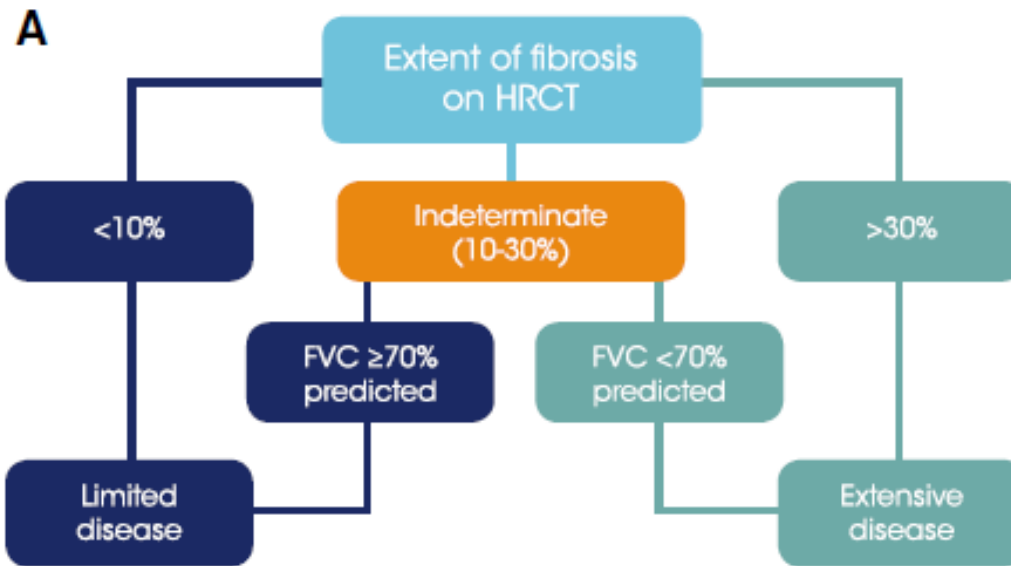 A
Extent of fibrosis
on HRCT
<10%
Indeterminate
(10-30%)
>30%
FVC ≥70%
predicted
FVC <70%
predicted
Limited
disease
Extensive
disease